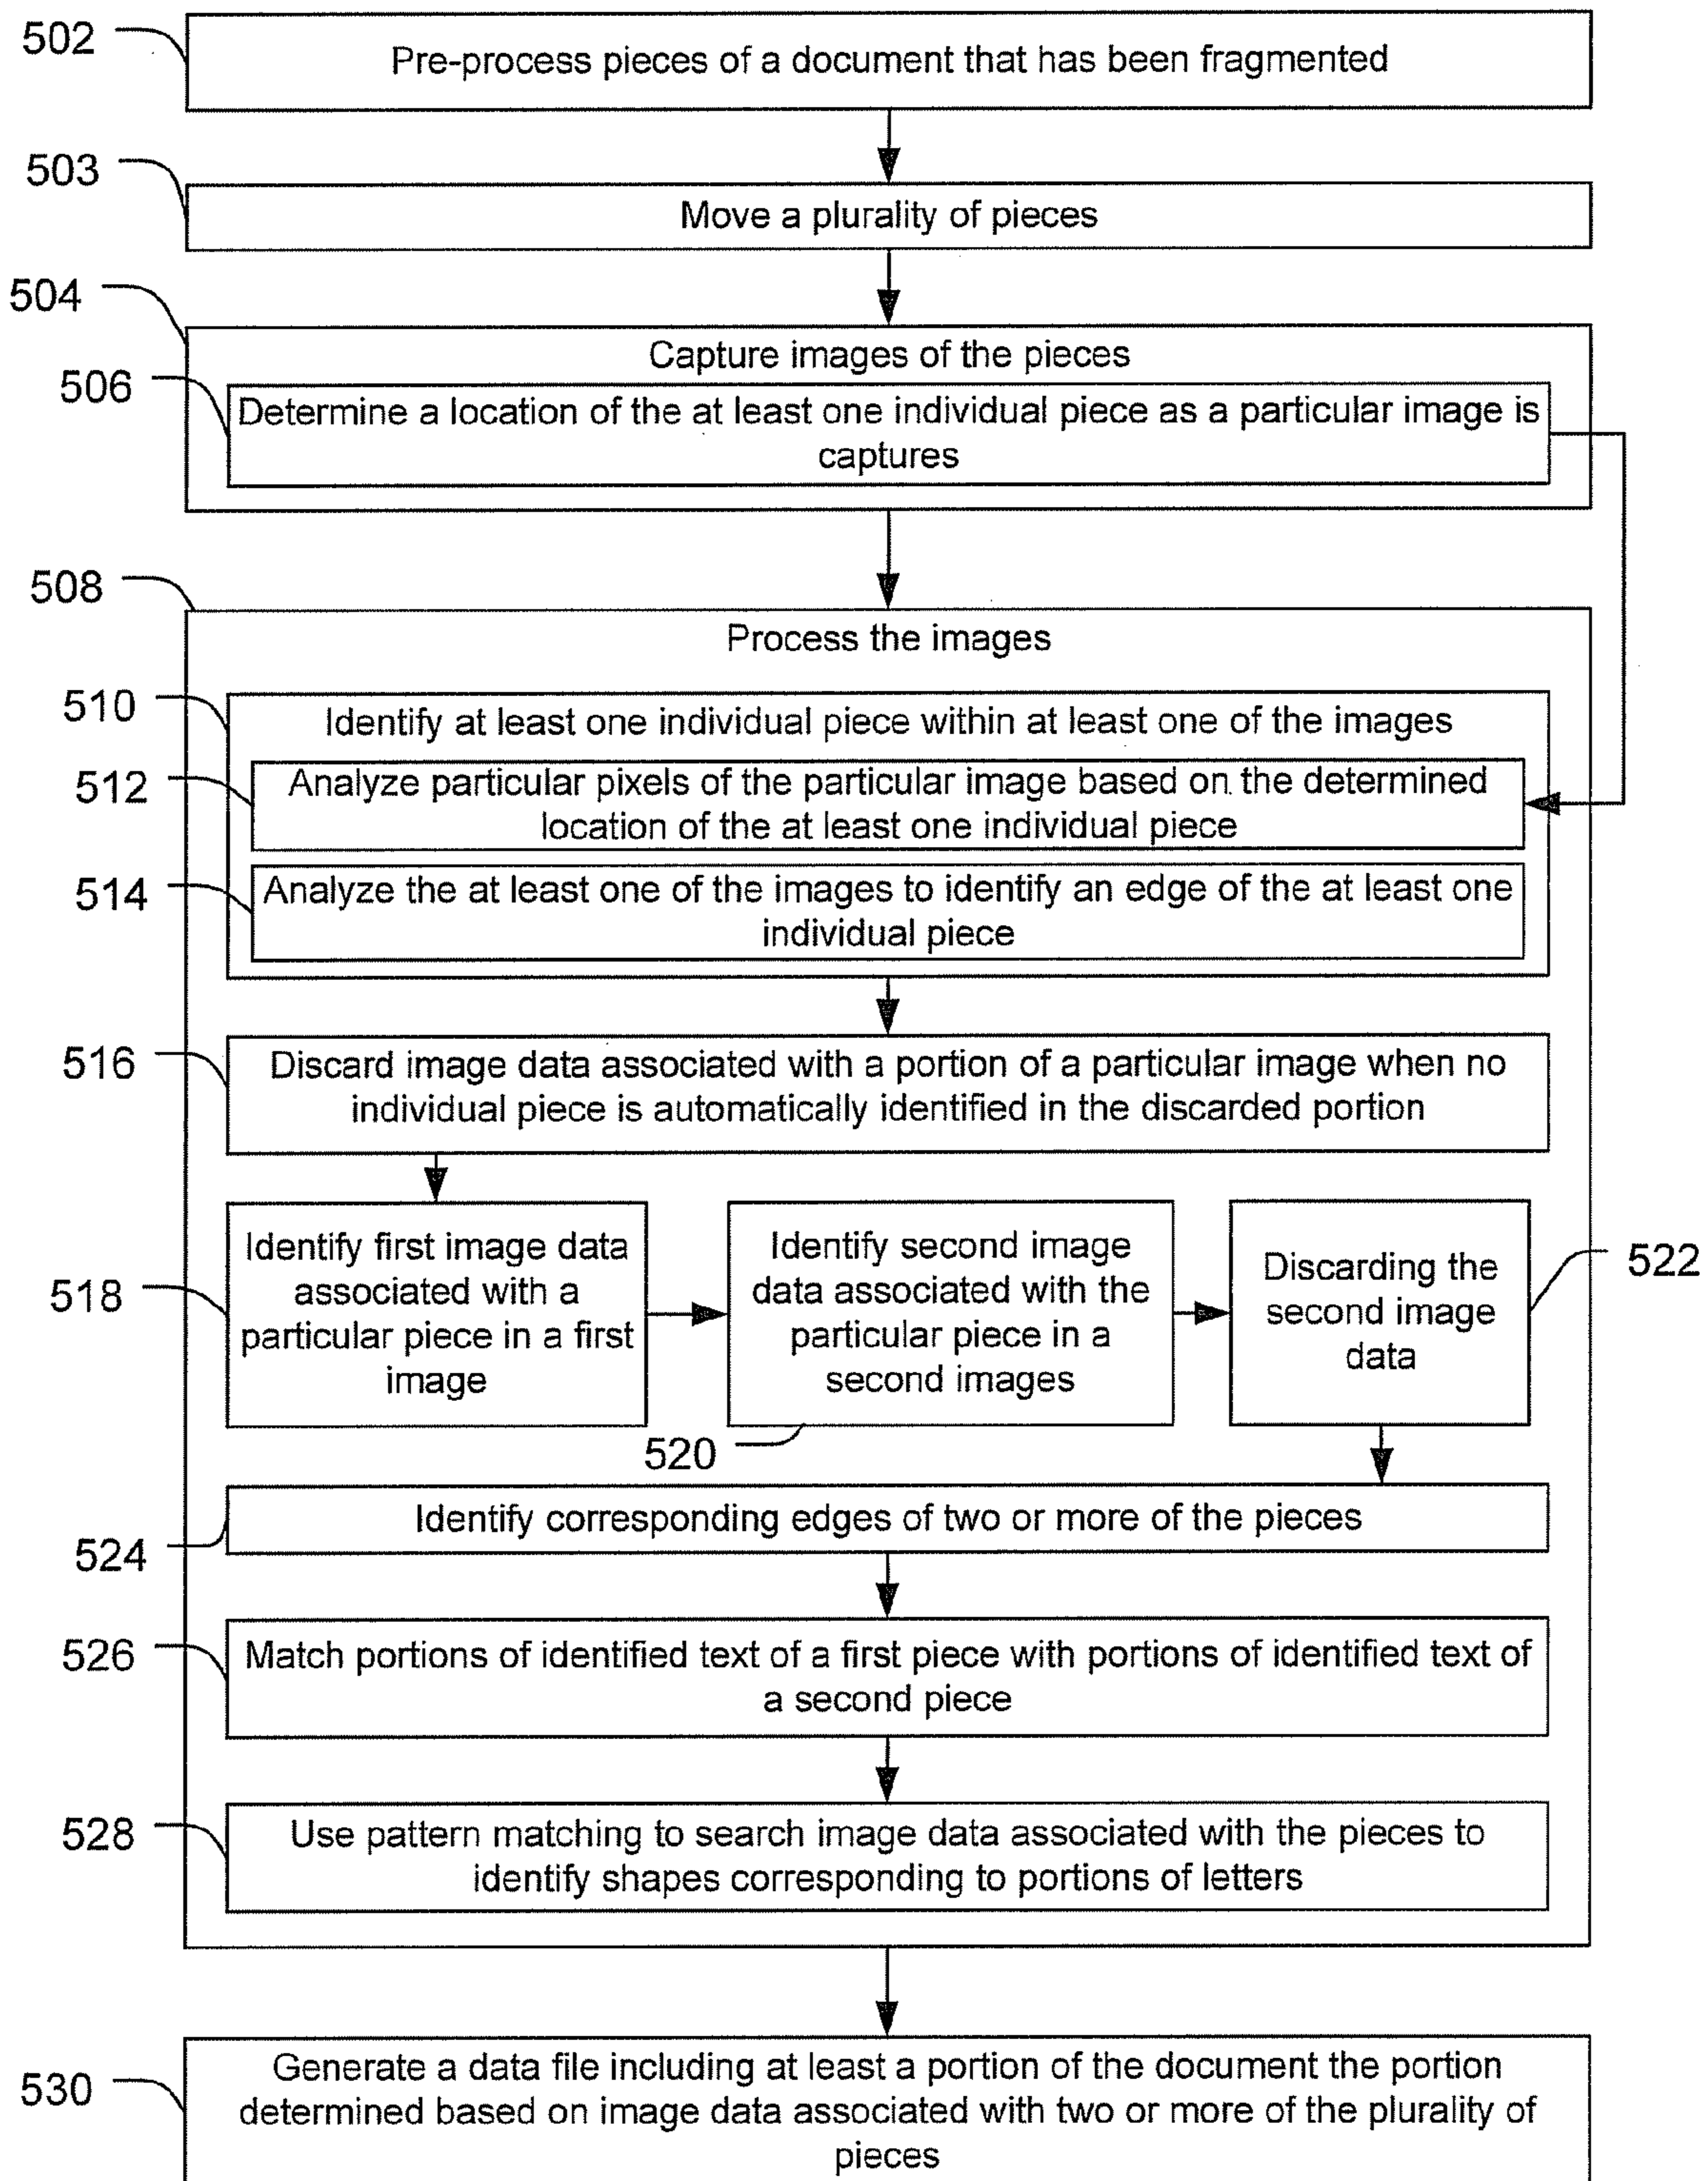 502
Pre-process pieces of a document that has been fragmented
503
Move a plurality of pieces
504
Capture images of the pieces
506
Determine a location of the at least one individual piece as a particular image is
captures
508
Process the images
510
Identify at least one individual piece within at least one of the images
512
Analyze particular pixels of the particular image based on the determined
location of the at least one individual piece
514
Analyze the at least one of the images to identify an edge of the at least one
individual piece
516
Discard image data associated with a portion of a particular image when no
individual piece is automatically identified in the discarded portion
518
Identify first image data
associated with a
particular piece in a first
image
520
Identify second image
data associated with the
particular piece in a
second images
522
Discarding the
second image
data
524
Identify corresponding edges of two or more of the pieces
526
Match portions of identified text of a first piece with portions of identified text of
a second piece
528
Use pattern matching to search image data associated with the pieces to
identify shapes corresponding to portions of letters
530
Generate a data file including at least a portion of the document the portion
determined based on image data associated with two or more of the plurality of
pieces